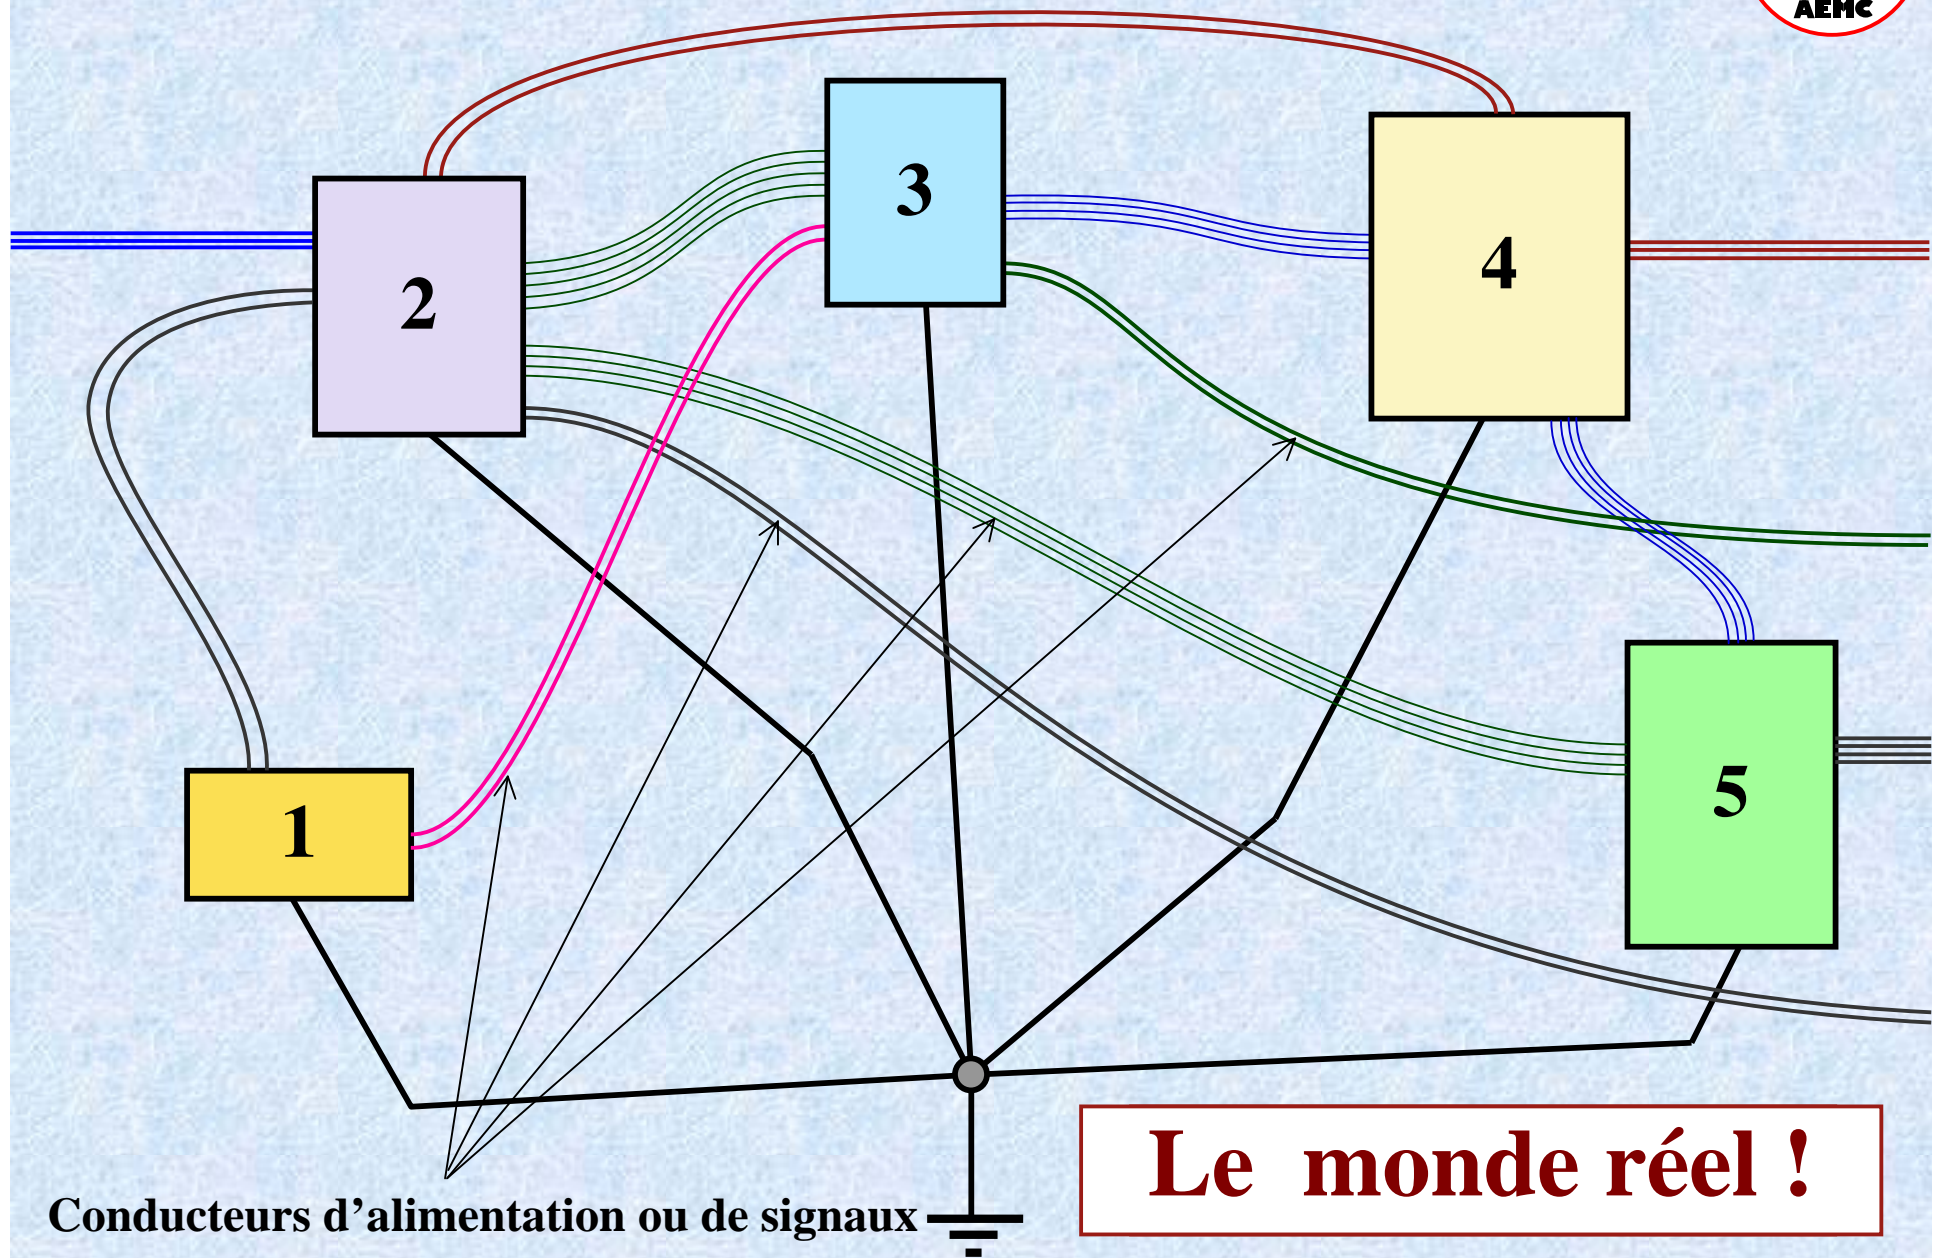 AEMC
3
4
2
5
1
Le monde réel !
Conducteurs d’alimentation ou de signaux